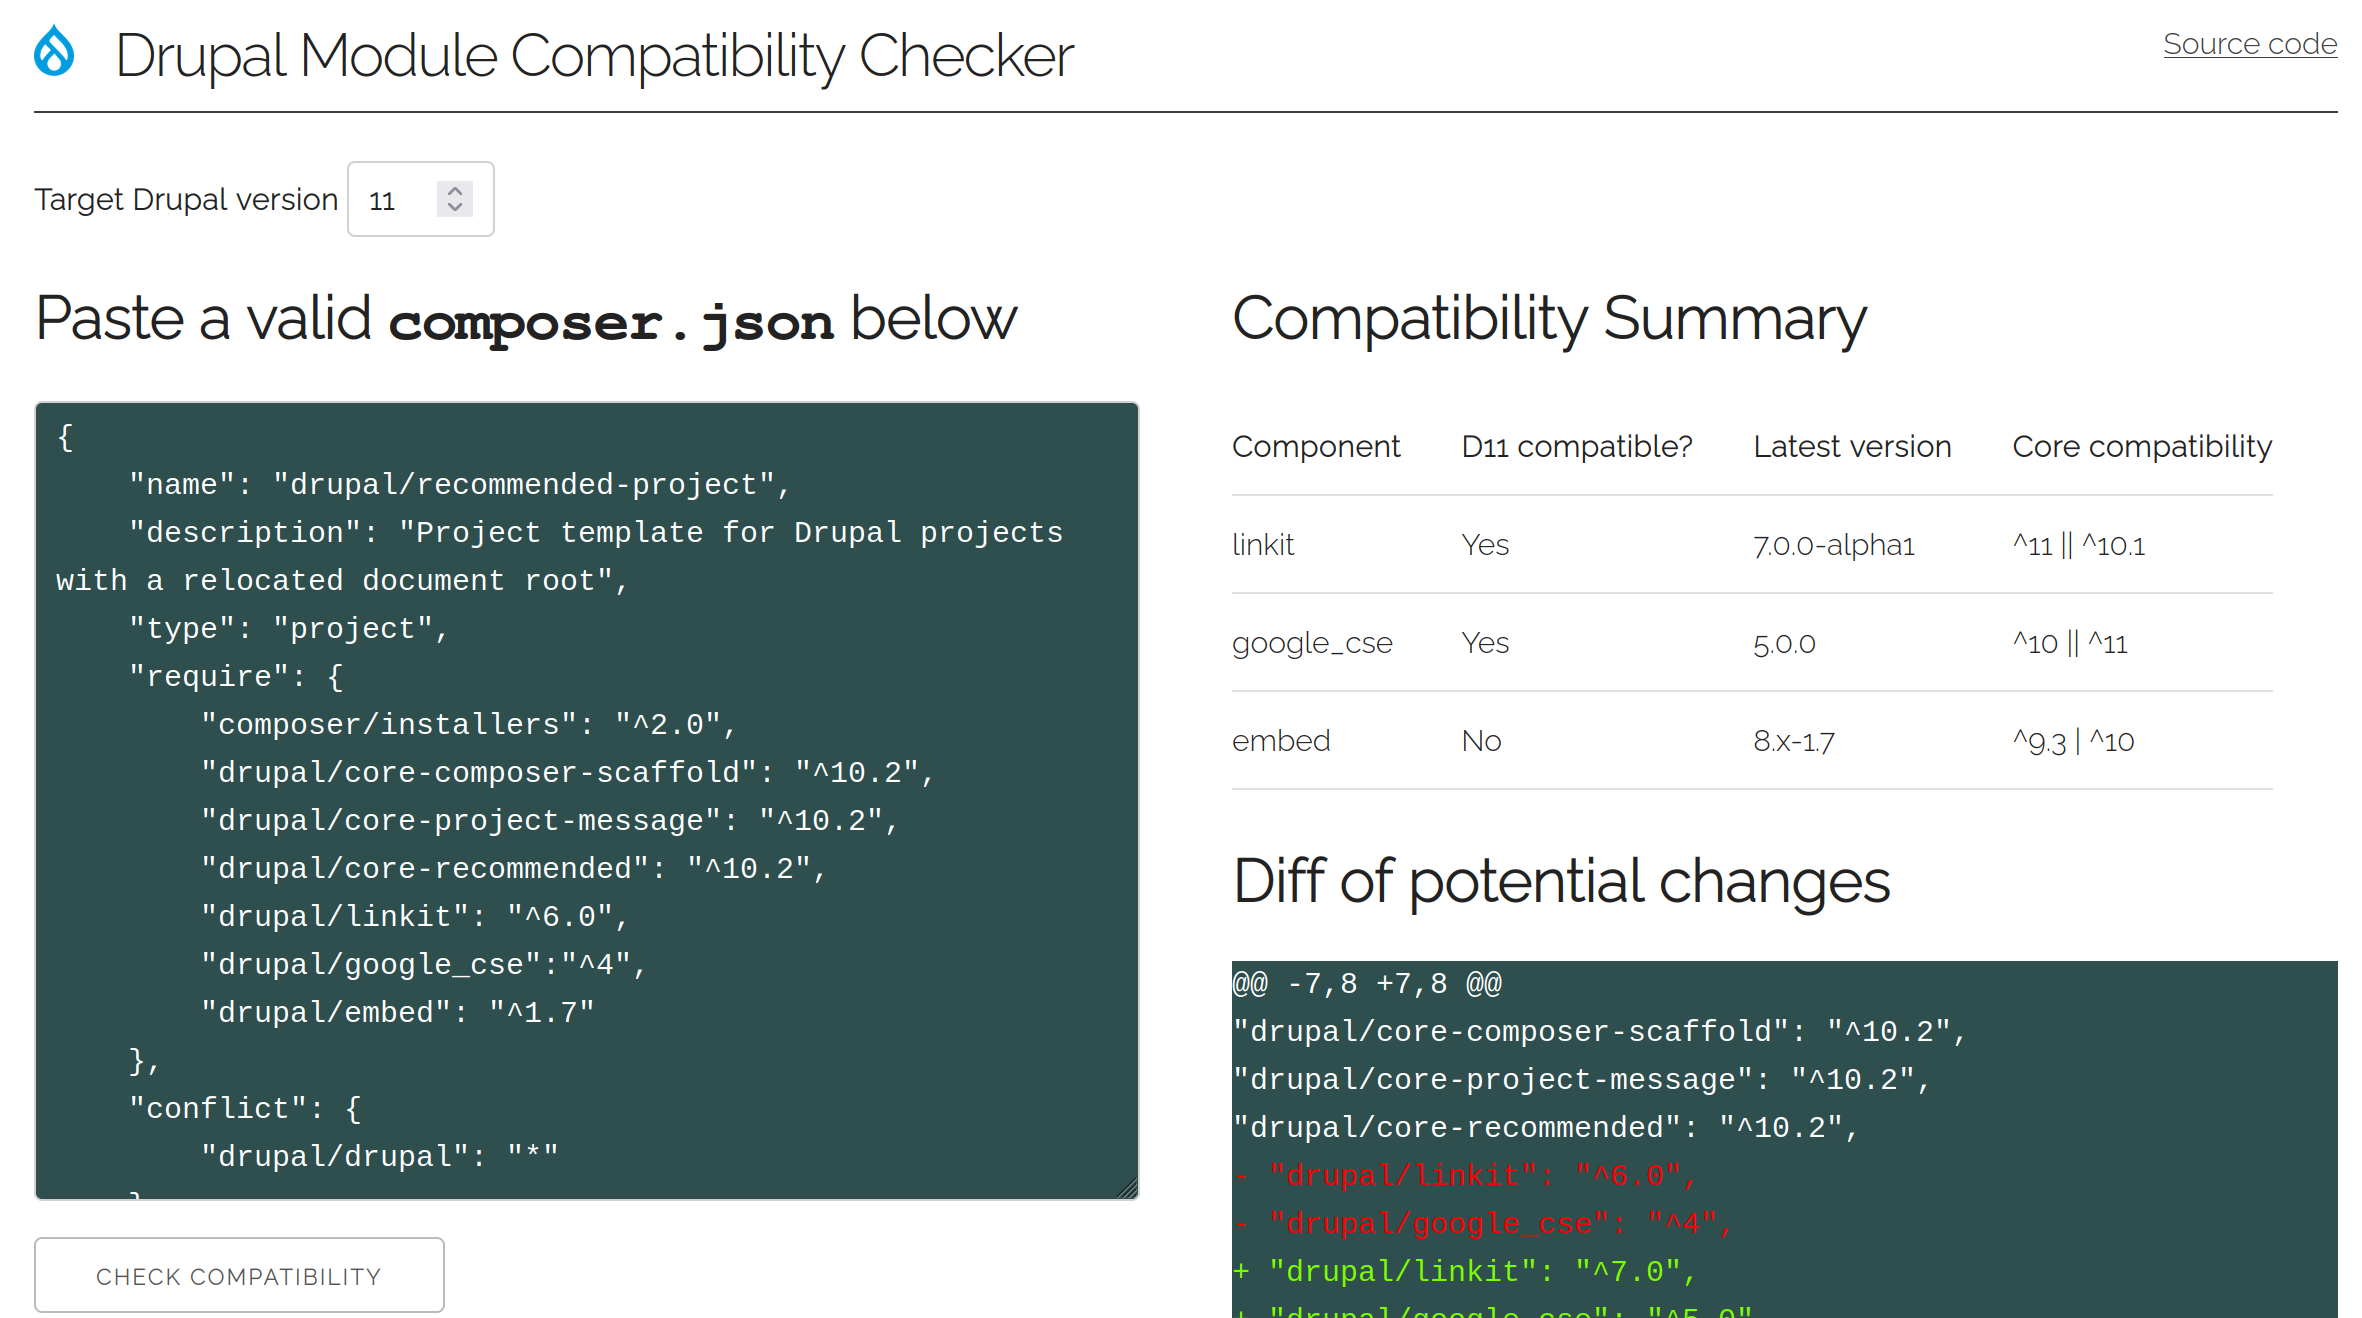 Drupal Module Compatibility Checker
Source code
Target Drupal version 11
Paste a valid composer.json below
{
    "name": "drupal/recommended-project",
    "description": "Project template for Drupal projects
with a relocated document root",
    "type": "project",
    "require": {
        "composer/installers": "^2.0",
        "drupal/core-composer-scaffold": "^10.2",
        "drupal/core-project-message": "^10.2",
        "drupal/core-recommended": "^10.2",
        "drupal/linkit": "^6.0",
        "drupal/google_cse":"^4",
        "drupal/embed": "^1.7"
    },
    "conflict": {
        "drupal/drupal": "*"
    }
CHECK COMPATIBILITY
Compatibility Summary
Component D11 compatible? Latest version Core compatibility
linkit Yes 7.0.0-alpha1 ^11 || ^10.1
google_cse Yes 5.0.0 ^10 || ^11
embed No 8.x-1.7 ^9.3 | ^10
Diff of potential changes
@@ -7,8 +7,8 @@
"drupal/core-composer-scaffold": "^10.2",
"drupal/core-project-message": "^10.2",
"drupal/core-recommended": "^10.2",
- "drupal/linkit": "^6.0",
- "drupal/google_cse": "^4",
+ "drupal/linkit": "^7.0",
+ "drupal/google_cse": "^5.0"